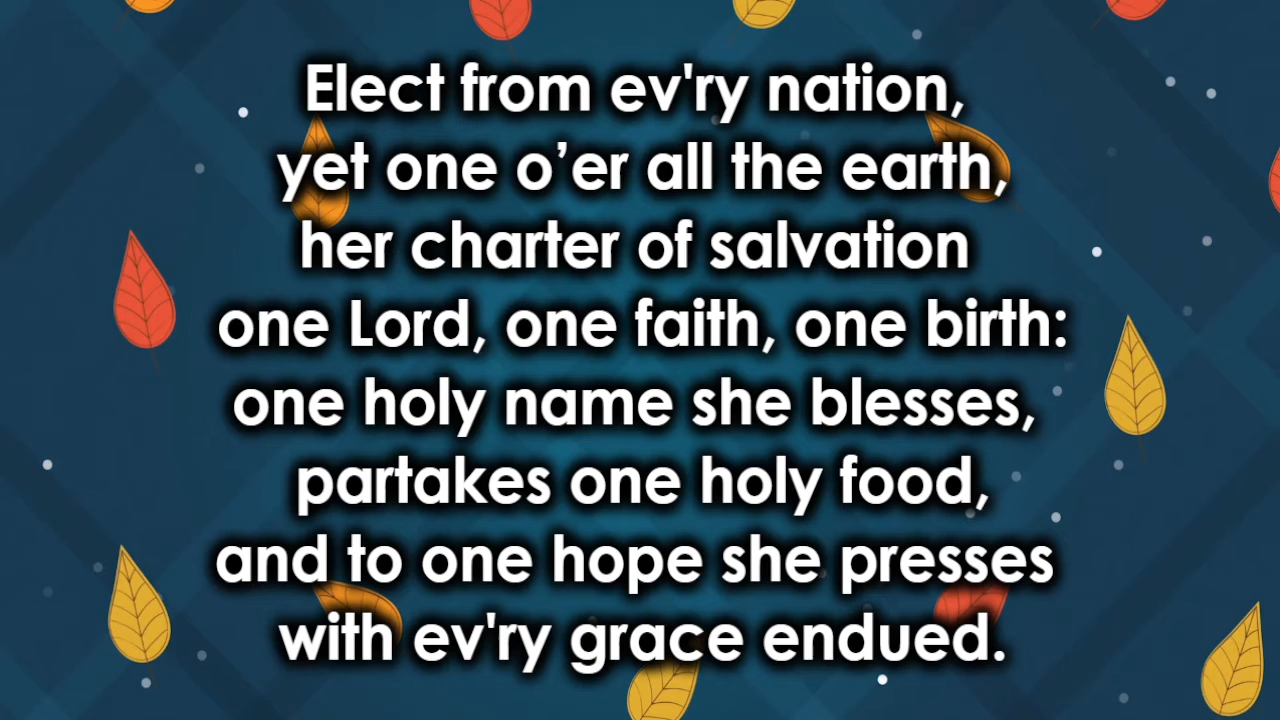 Elect from ev'ry nation,
yet one o’er all the earth,
her charter of salvation
one Lord, one faith, one birth:
one holy name she blesses,
partakes one holy food,
and to one hope she presses
with ev'ry grace endued.